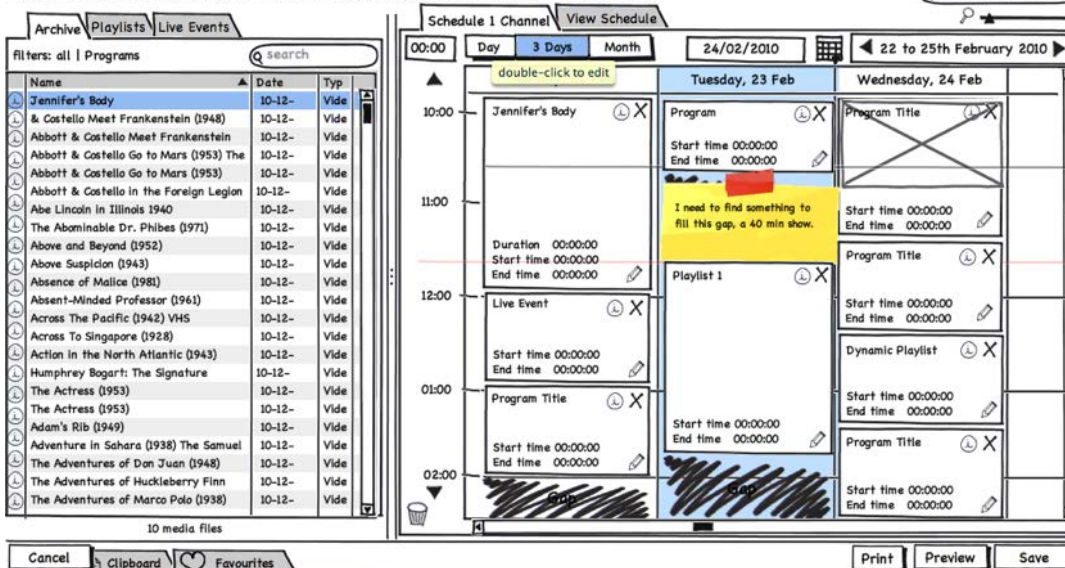 Archive Playlists Live Events
filters: all | Programs
search
Name Date Typ
Jennifer's Body 10-12- Vide
& Costello Meet Frankenstein (1948) 10-12- Vide
Abbott & Costello Meet Frankenstein 10-12- Vide
Abbott & Costello Go to Mars (1953) The 10-12- Vide
Abbott & Costello Go to Mars (1953) 10-12- Vide
Abbott & Costello in the Foreign Legion 10-12- Vide
Abe Lincoln in Illinois 1940 10-12- Vide
The Abominable Dr. Phibes (1971) 10-12- Vide
Above and Beyond (1952) 10-12- Vide
Above Suspicion (1943) 10-12- Vide
Absence of Malice (1981) 10-12- Vide
Absent-Minded Professor (1961) 10-12- Vide
Across The Pacific (1942) VHS 10-12- Vide
Across To Singapore (1928) 10-12- Vide
Action in the North Atlantic (1943) 10-12- Vide
Humphrey Bogart: The Signature 10-12- Vide
The Actress (1953) 10-12- Vide
The Actress (1953) 10-12- Vide
Adam's Rib (1949) 10-12- Vide
Adventure in Sahara (1938) The Samuel 10-12- Vide
The Adventures of Don Juan (1948) 10-12- Vide
The Adventures of Huckleberry Finn 10-12- Vide
The Adventures of Marco Polo (1938) 10-12- Vide
10 media files
Cancel Clipboard Favourites
Schedule 1 Channel View Schedule
00:00 Day 3 Days Month 24/02/2010 22 to 25th February 2010
double-click to edit
Tuesday, 23 Feb Wednesday, 24 Feb
10:00
11:00
12:00
01:00
02:00
Jennifer's Body
Duration 00:00:00
Start time 00:00:00
End time 00:00:00
Live Event
Start time 00:00:00
End time 00:00:00
Program Title
Start time 00:00:00
End time 00:00:00
Gap
Program
Start time 00:00:00
End time 00:00:00
I need to find something to
fill this gap, a 40 min show.
Playlist 1
Start time 00:00:00
End time 00:00:00
Gap
Program Title
Start time 00:00:00
End time 00:00:00
Program Title
Start time 00:00:00
End time 00:00:00
Dynamic Playlist
Start time 00:00:00
End time 00:00:00
Program Title
Start time 00:00:00
End time 00:00:00
Print Preview Save